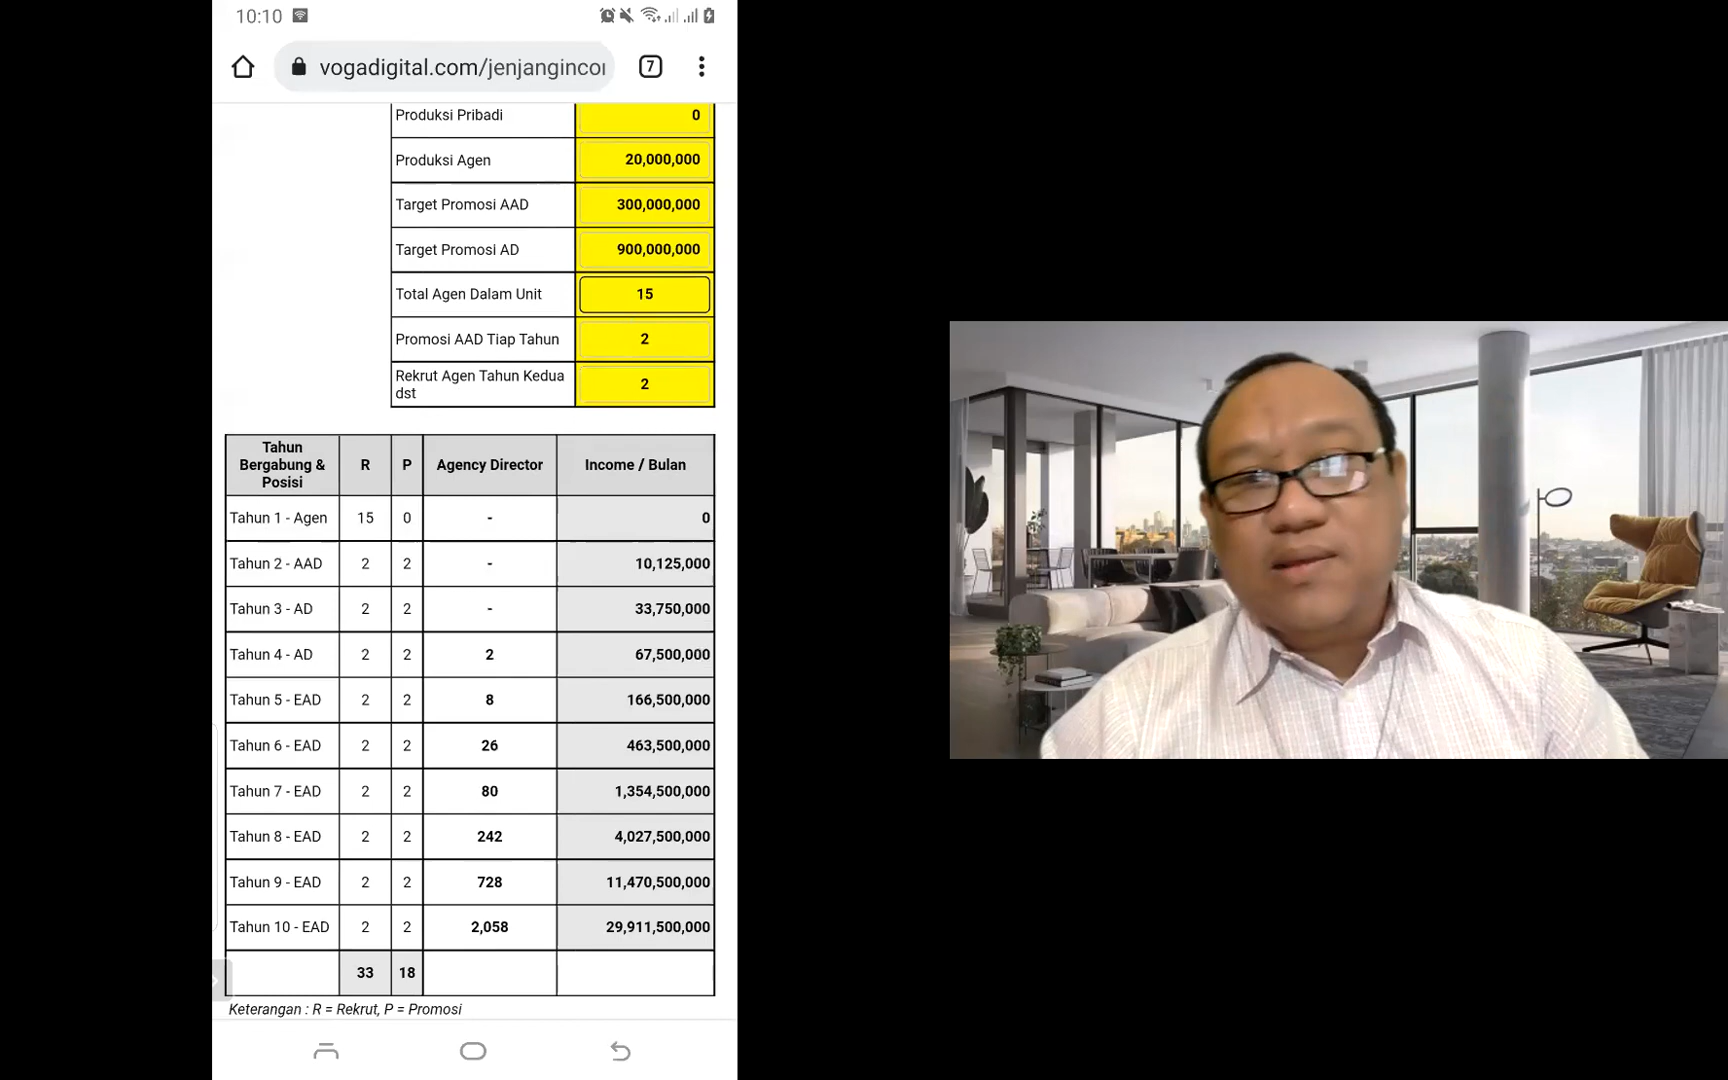 10:10
vogadigital.com/jenjanginco
7
Produksi Pribadi 0
Produksi Agen 20,000,000
Target Promosi AAD 300,000,000
Target Promosi AD 900,000,000
Total Agen Dalam Unit 15
Promosi AAD Tiap Tahun 2
Rekrut Agen Tahun Kedua
dst 2
Tahun
Bergabung &
Posisi R P Agency Director Income / Bulan
Tahun 1 - Agen 15 0 - 0
Tahun 2 - AAD 2 2 - 10,125,000
Tahun 3 - AD 2 2 - 33,750,000
Tahun 4 - AD 2 2 2 67,500,000
Tahun 5 - EAD 2 2 8 166,500,000
Tahun 6 - EAD 2 2 26 463,500,000
Tahun 7 - EAD 2 2 80 1,354,500,000
Tahun 8 - EAD 2 2 242 4,027,500,000
Tahun 9 - EAD 2 2 728 11,470,500,000
Tahun 10 - EAD 2 2 2,058 29,911,500,000
33 18
Keterangan : R = Rekrut, P = Promosi